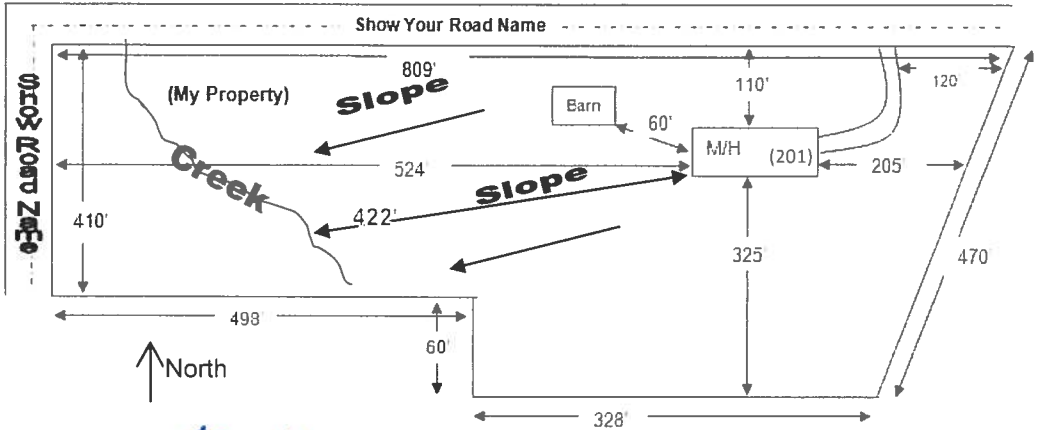 Show Your Road Name
809'
(My Property)
Slope
110'
120'
Barn
60'
M/H
(201)
Creek
524'
205'
Slope
422'
410'
325'
470'
498'
60'
North
328'
Show Road Name